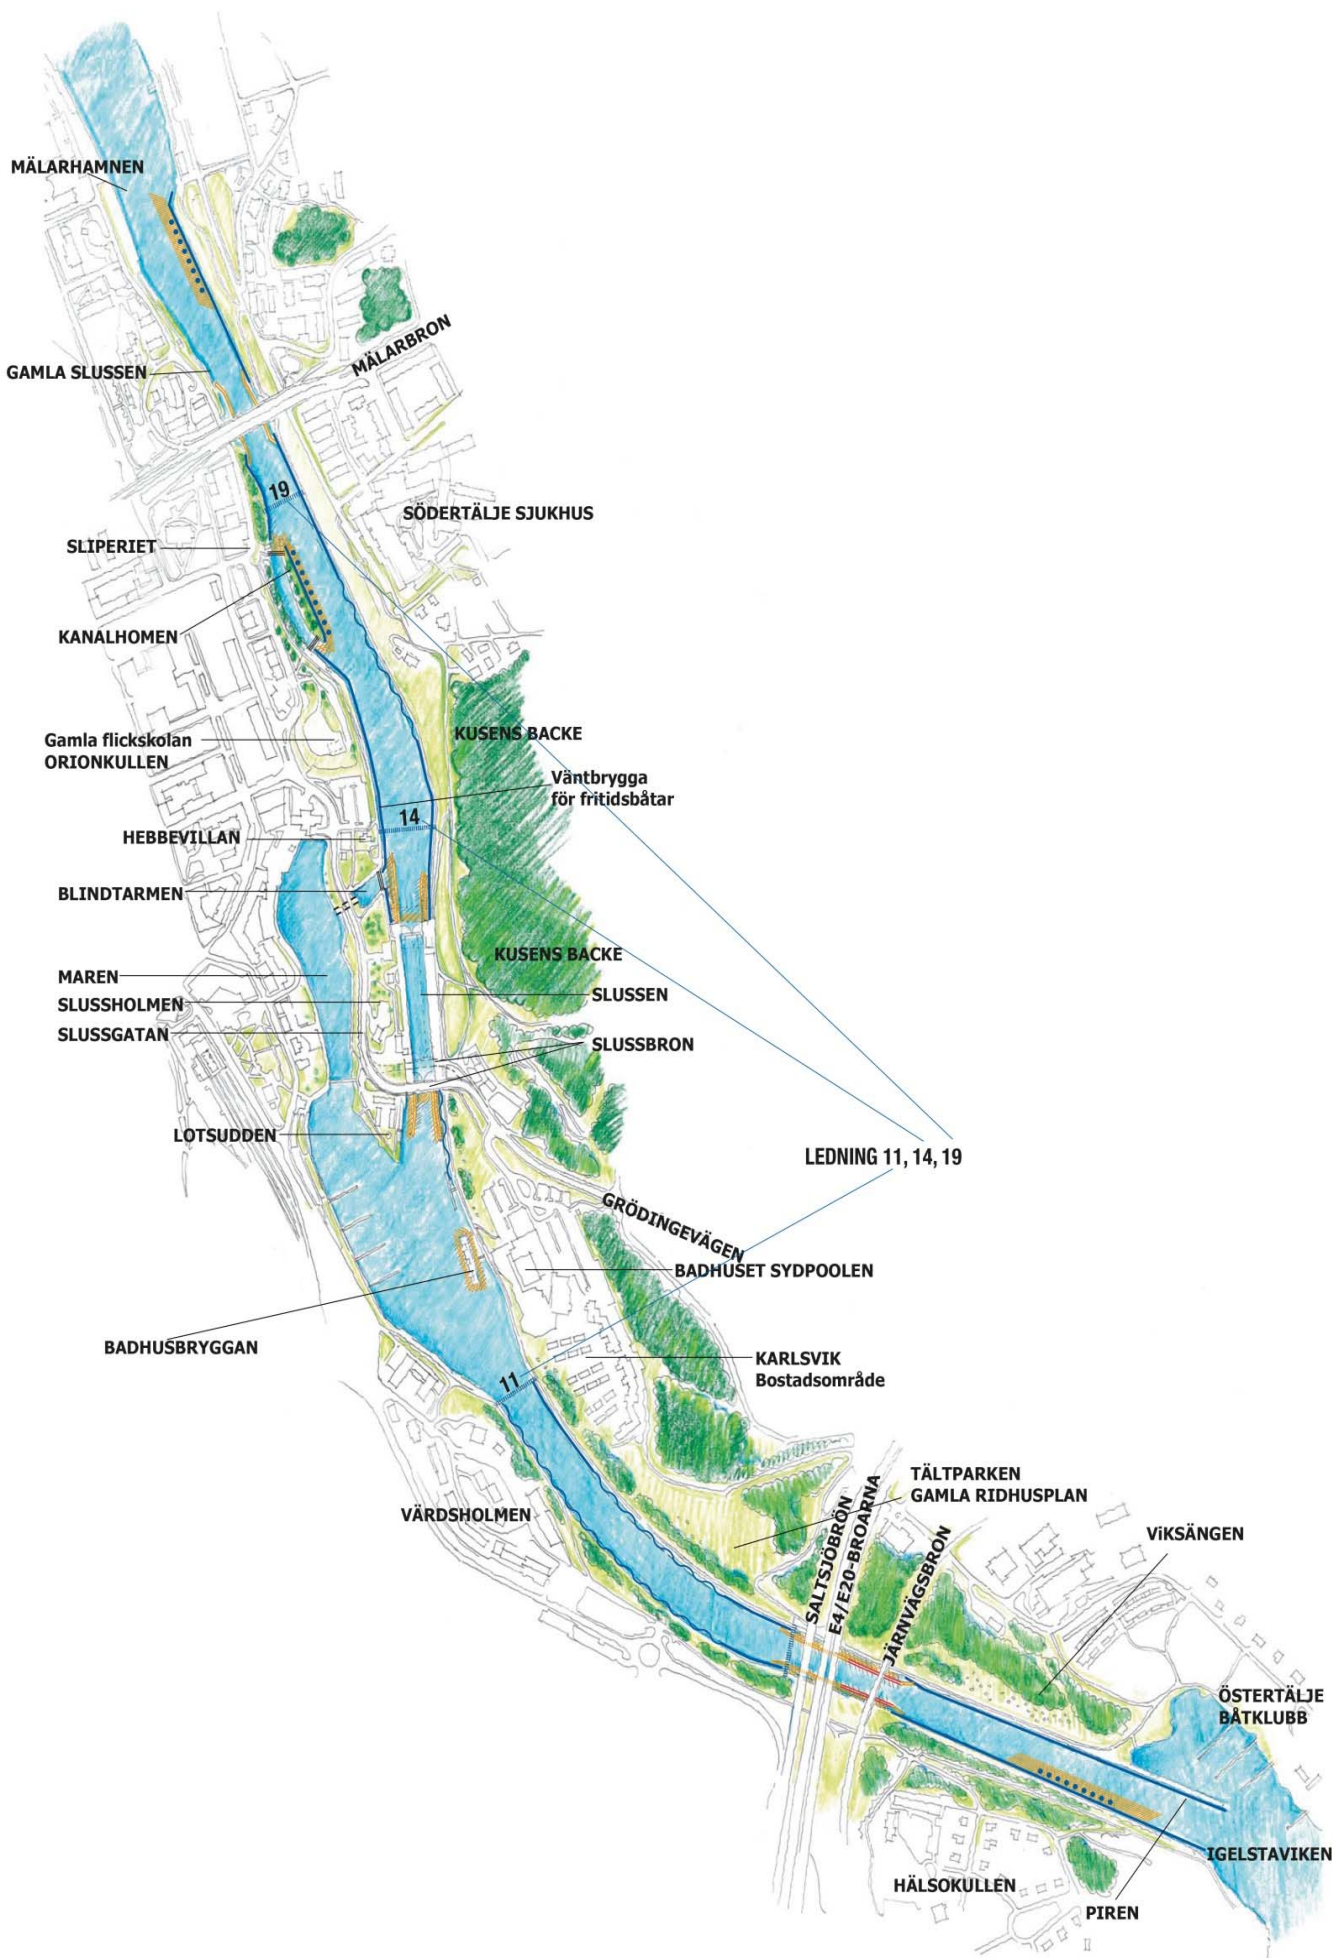 MÄLARHAMNEN
MÄLARBRON
GAMLA SLUSSEN
19
SÖDERTÄLJE SJUKHUS
SLIPERIET
KANALHOMEN
KUSENS BACKE
Gamla flickskolan
ORIONKULLEN
Väntbrygga
för fritidsbåtar
14
HEBBEVILLAN
BLINDTARMEN
KUSENS BACKE
MAREN
SLUSSEN
SLUSSHOLMEN
SLUSSGATAN
SLUSSBRON
LOTSUDDEN
LEDNING 11, 14, 19
GRÖDINGEVÄGEN
BADHUSET SYDPOOLEN
BADHUSBRYGGAN
KARLSVIK
Bostadsområde
11
TÄLTPARKEN
GAMLA RIDHUSPLAN
VÄRDSHOLMEN
SALTSJÖBRÖN
E4/E20-BROARNA
JÄRNVÄGSBRON
ViKSÄNGEN
ÖSTERTÄLJE
BÅTKLUBB
IGELSTAVIKEN
HÄLSOKULLEN
PIREN